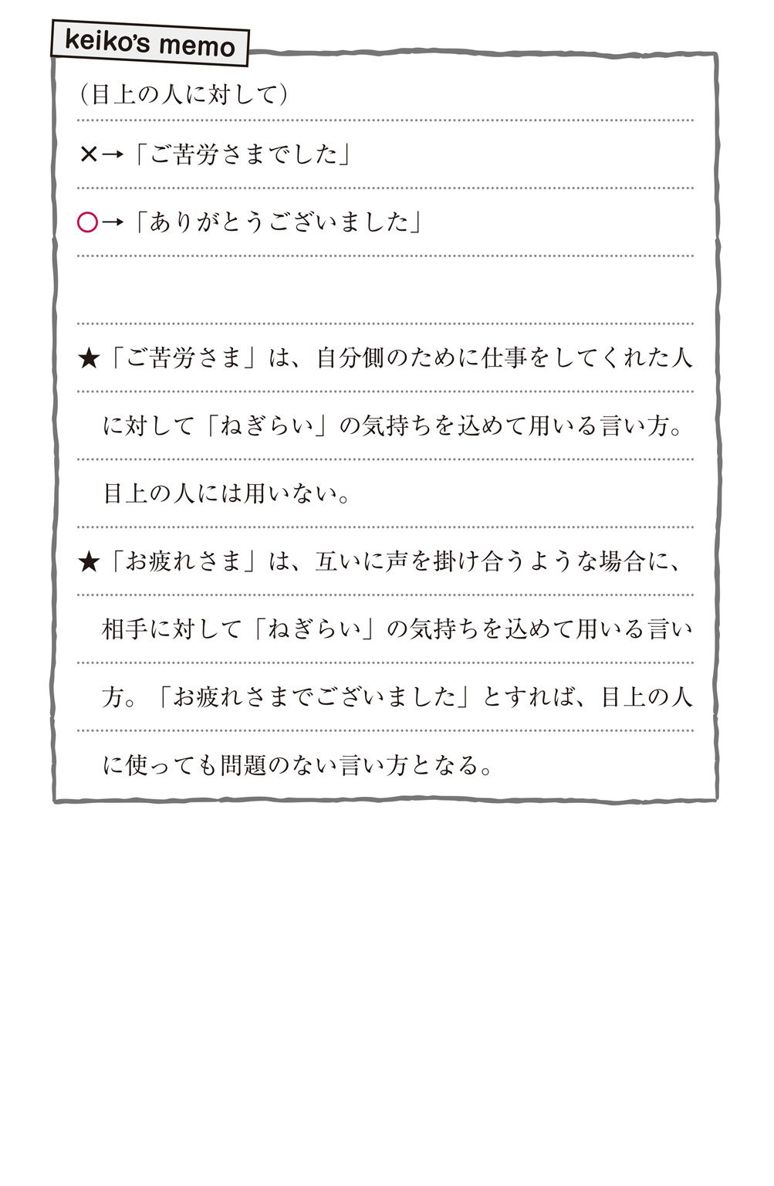 keiko's memo
（目上の人に対して）
×→「ご苦労さまでした」
○→「ありがとうございました」
★「ご苦労さま」は、自分側のために仕事をしてくれた人
に対して「ねぎらい」の気持ちを込めて用いる言い方。
目上の人には用いない。
★「お疲れさま」は、互いに声を掛け合うような場合に、
相手に対して「ねぎらい」の気持ちを込めて用いる言い
方。「お疲れさまでございました」とすれば、目上の人
に使っても問題のない言い方となる。